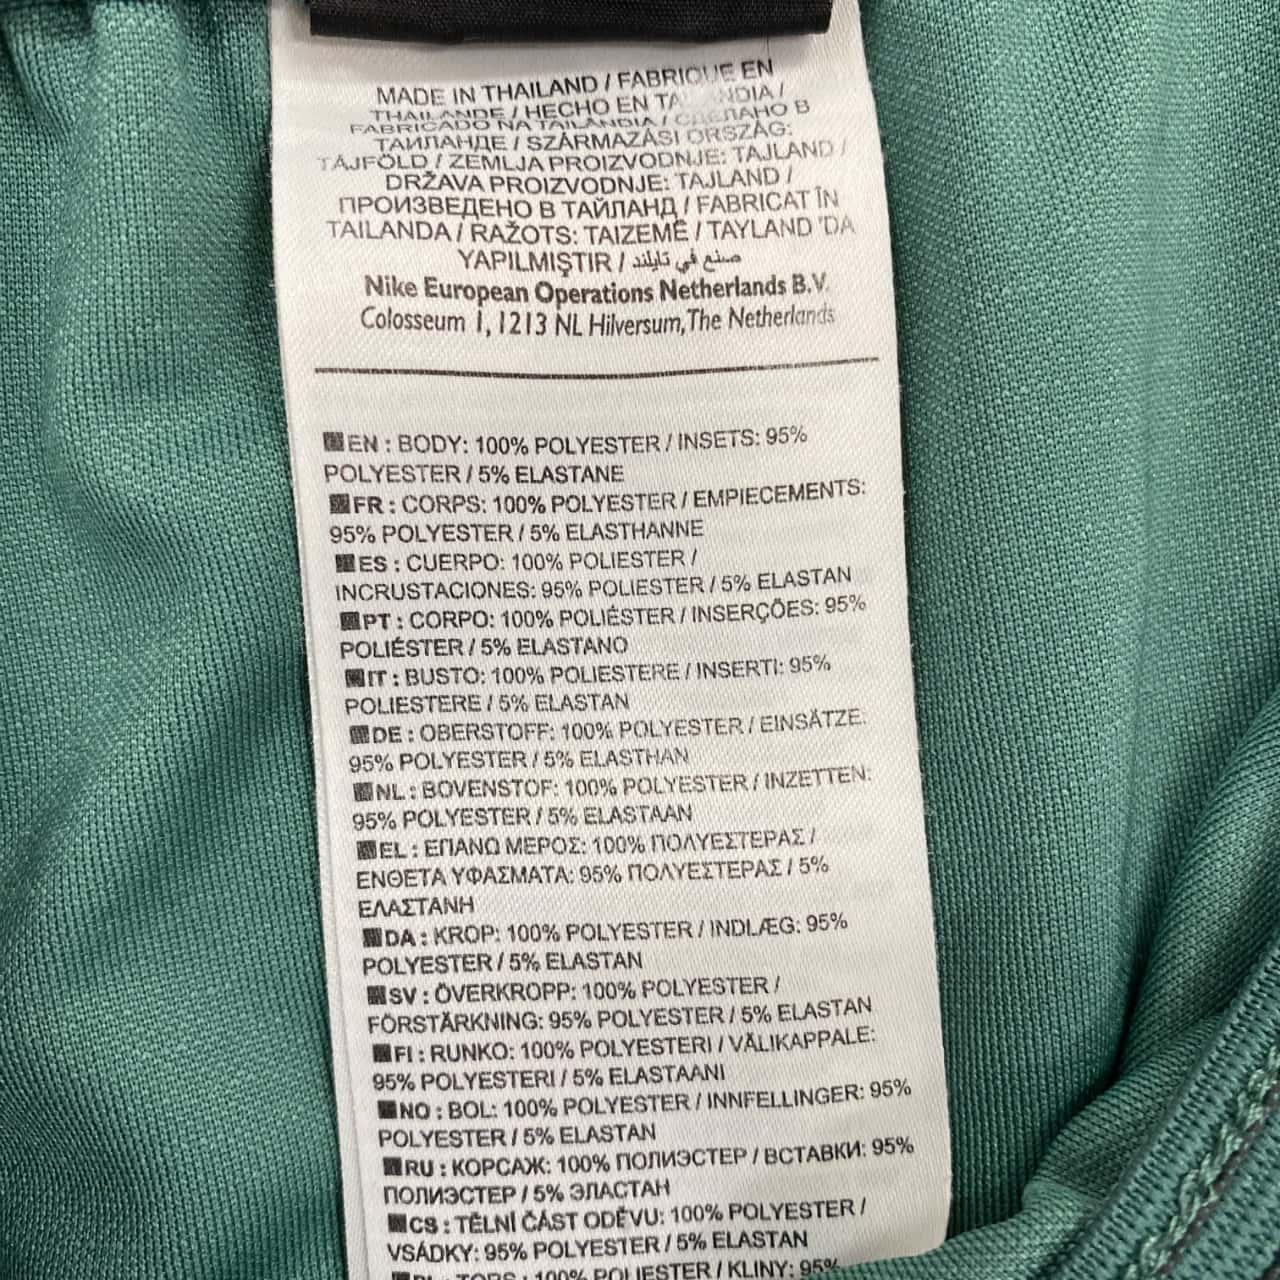 MADE IN THAILAND / FABRIQUE EN
THAILANDE / HECHO EN TAILANDIA /
FABRICADO NA TAILÂNDIA / СДЕЛАНО В
ТАИЛАНДЕ / SZÁRMAZÁSI ORSZÁG:
TÁJFÖLD / ZEMLJA PROIZVODNJE: TAJLAND /
DRŽAVA PROIZVODNJE: TAJLAND /
ПРОИЗВЕДЕНО В ТАЙЛАНД / FABRICAT ÎN
TAILANDA / RAŽOTS: TAIZEMĒ / TAYLAND 'DA
YAPILMIŞTIR / صنع في تايلند
Nike European Operations Netherlands B.V.
Colosseum 1, 1213 NL Hilversum, The Netherlands
EN : BODY: 100% POLYESTER / INSETS: 95%
POLYESTER / 5% ELASTANE
FR : CORPS: 100% POLYESTER / EMPIECEMENTS:
95% POLYESTER / 5% ELASTHANNE
ES : CUERPO: 100% POLIESTER /
INCRUSTACIONES: 95% POLIESTER / 5% ELASTAN
PT : CORPO: 100% POLIÉSTER / INSERÇÕES: 95%
POLIÉSTER / 5% ELASTANO
IT : BUSTO: 100% POLIESTERE / INSERTI: 95%
POLIESTERE / 5% ELASTAN
DE : OBERSTOFF: 100% POLYESTER / EINSÄTZE:
95% POLYESTER / 5% ELASTHAN
NL : BOVENSTOF: 100% POLYESTER / INZETTEN:
95% POLYESTER / 5% ELASTAAN
EL : ΕΠΑΝΩ ΜΕΡΟΣ: 100% ΠΟΛΥΕΣΤΕΡΑΣ /
ΕΝΘΕΤΑ ΥΦΑΣΜΑΤΑ: 95% ΠΟΛΥΕΣΤΕΡΑΣ / 5%
ΕΛΑΣΤΑΝΗ
DA : KROP: 100% POLYESTER / INDLÆG: 95%
POLYESTER / 5% ELASTAN
SV : ÖVERKROPP: 100% POLYESTER /
FÖRSTÄRKNING: 95% POLYESTER / 5% ELASTAN
FI : RUNKO: 100% POLYESTERI / VÄLIKAPPALE:
95% POLYESTERI / 5% ELASTAANI
NO : BOL: 100% POLYESTER / INNFELLINGER: 95%
POLYESTER / 5% ELASTAN
RU : КОРСАЖ: 100% ПОЛИЭСТЕР / ВСТАВКИ: 95%
ПОЛИЭСТЕР / 5% ЭЛАСТАН
CS : TĚLNÍ ČÁST ODĚVU: 100% POLYESTER /
VSÁDKY: 95% POLYESTER / 5% ELASTAN
PL : TORS : 100% POLIESTER / KLINY: 95%